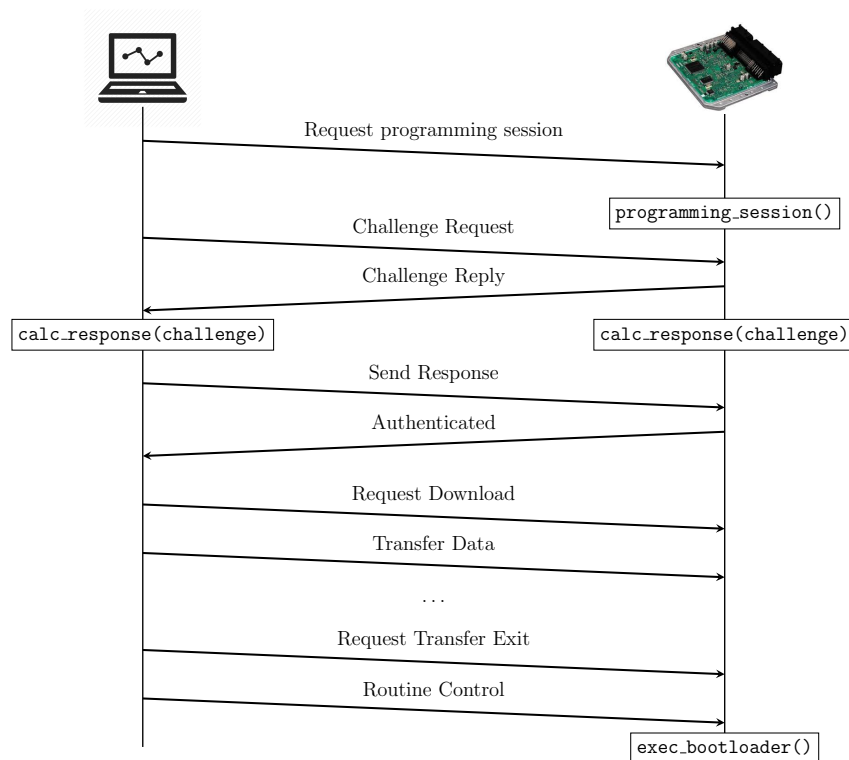 Request programming session
programming_session()
Challenge Request
Challenge Reply
calc_response(challenge)
calc_response(challenge)
Send Response
Authenticated
Request Download
Transfer Data
...
Request Transfer Exit
Routine Control
exec_bootloader()